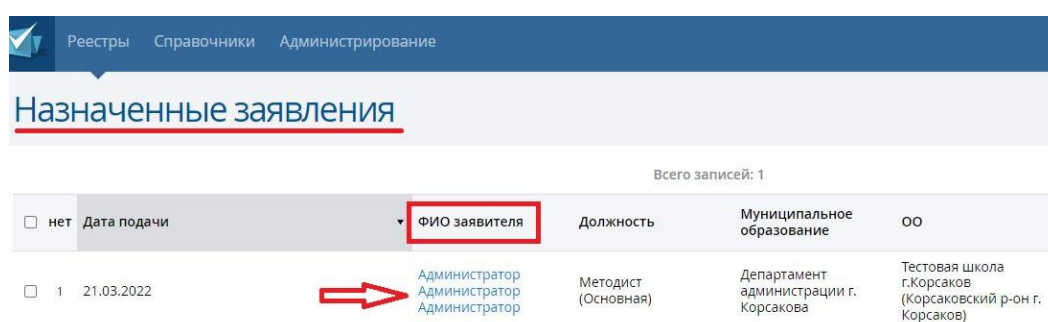 Реестры Справочники Администрирование
Назначенные заявления
Всего записей: 1
нет Дата подачи ФИО заявителя Должность Муниципальное образование ОО
1 21.03.2022 Администратор Администратор Администратор Методист (Основная) Департамент администрации г. Корсакова Тестовая школа г.Корсаков (Корсаковский р-он г. Корсаков)